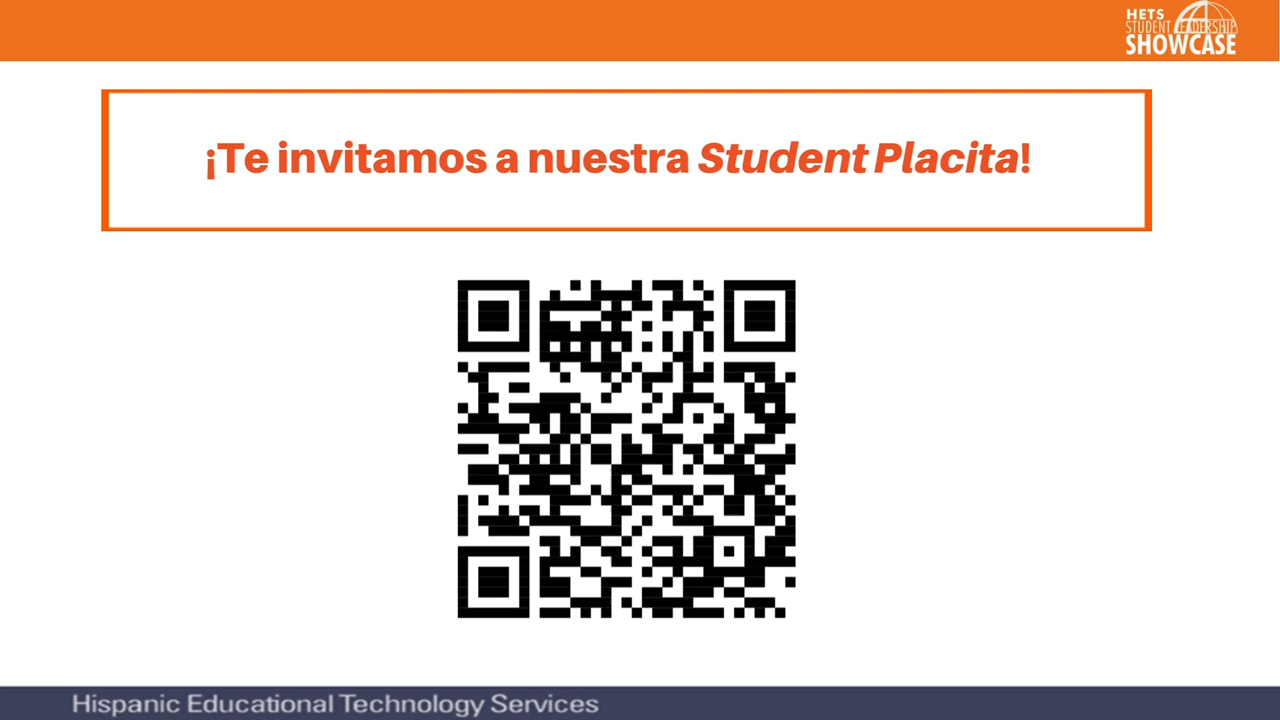 HETS
STUDENT LEADERSHIP
SHOWCASE
¡Te invitamos a nuestra Student Placita!
Hispanic Educational Technology Services